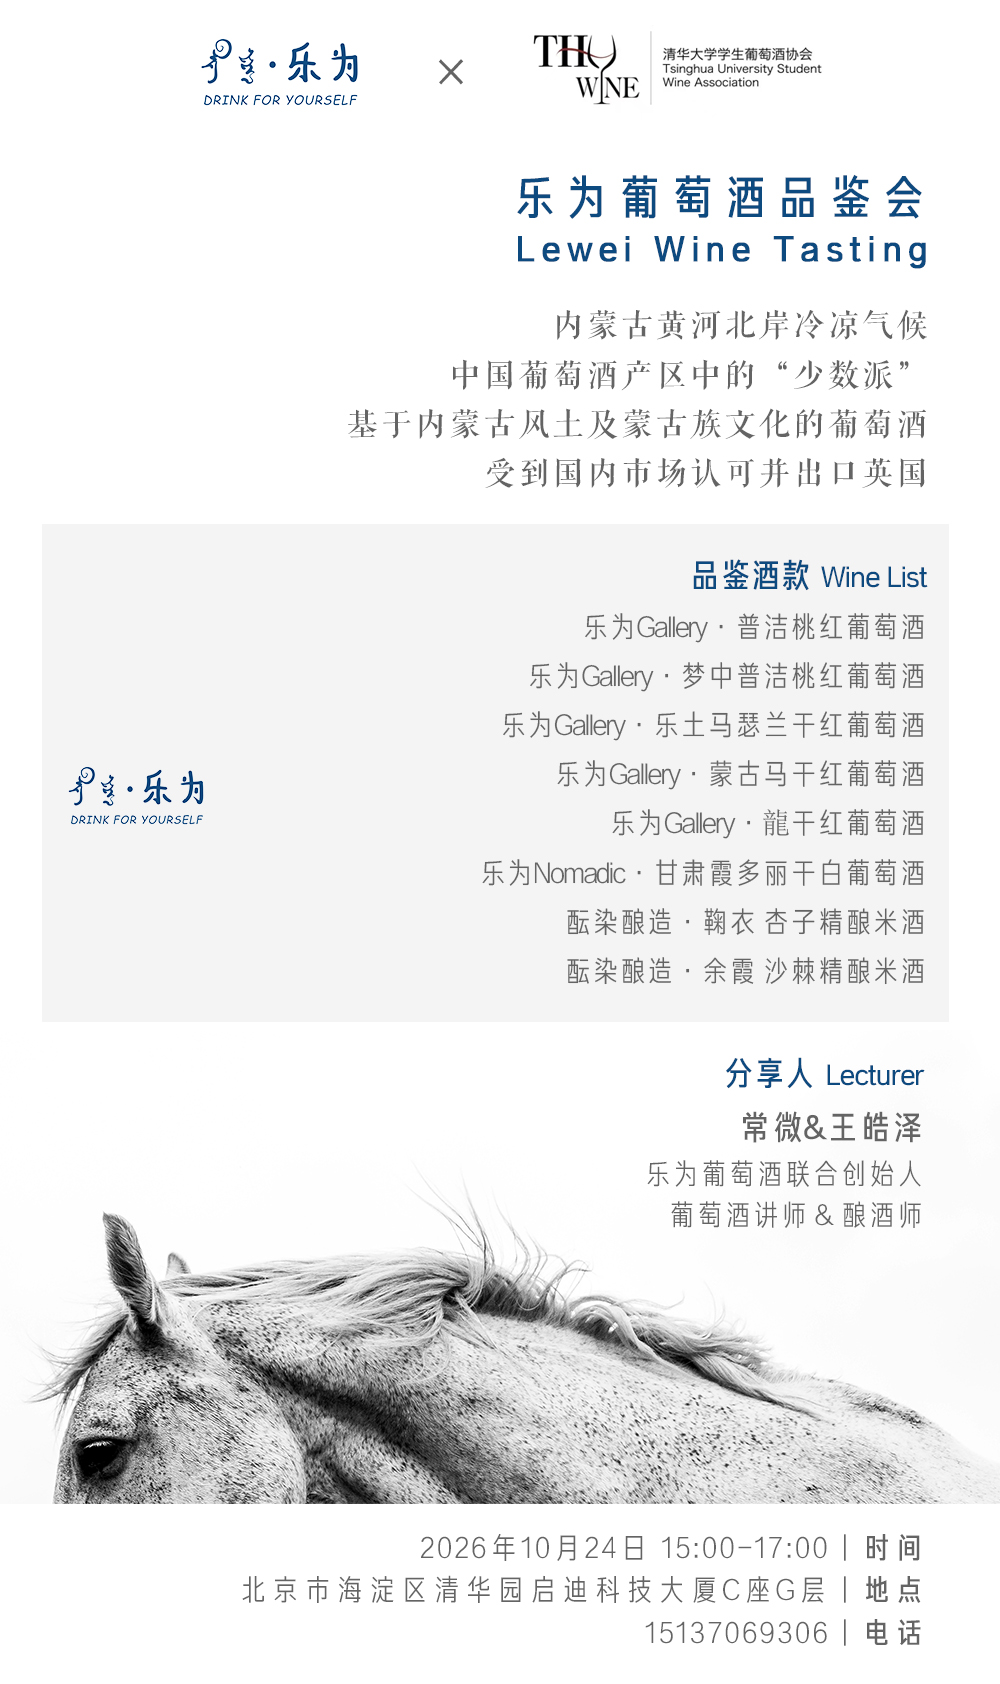 乐为
DRINK FOR YOURSELF
×
THU
WINE
清华大学学生葡萄酒协会
Tsinghua University Student
Wine Association
乐为葡萄酒品鉴会
Lewei Wine Tasting
内蒙古黄河北岸冷凉气候
中国葡萄酒产区中的“少数派”
基于内蒙古风土及蒙古族文化的葡萄酒
受到国内市场认可并出口英国
品鉴酒款 Wine List
乐为Gallery · 普洁桃红葡萄酒
乐为Gallery · 梦中普洁桃红葡萄酒
乐为Gallery · 乐土马瑟兰干红葡萄酒
乐为Gallery · 蒙古马干红葡萄酒
乐为Gallery · 龍干红葡萄酒
乐为Nomadic · 甘肃霞多丽干白葡萄酒
酝染酿造 · 鞠衣 杏子精酿米酒
酝染酿造 · 余霞 沙棘精酿米酒
乐为
DRINK FOR YOURSELF
分享人 Lecturer
常微&王皓泽
乐为葡萄酒联合创始人
葡萄酒讲师 & 酿酒师
2026年10月24日 15:00-17:00 | 时间
北京市海淀区清华园启迪科技大厦C座G层 | 地点
15137069306 | 电话